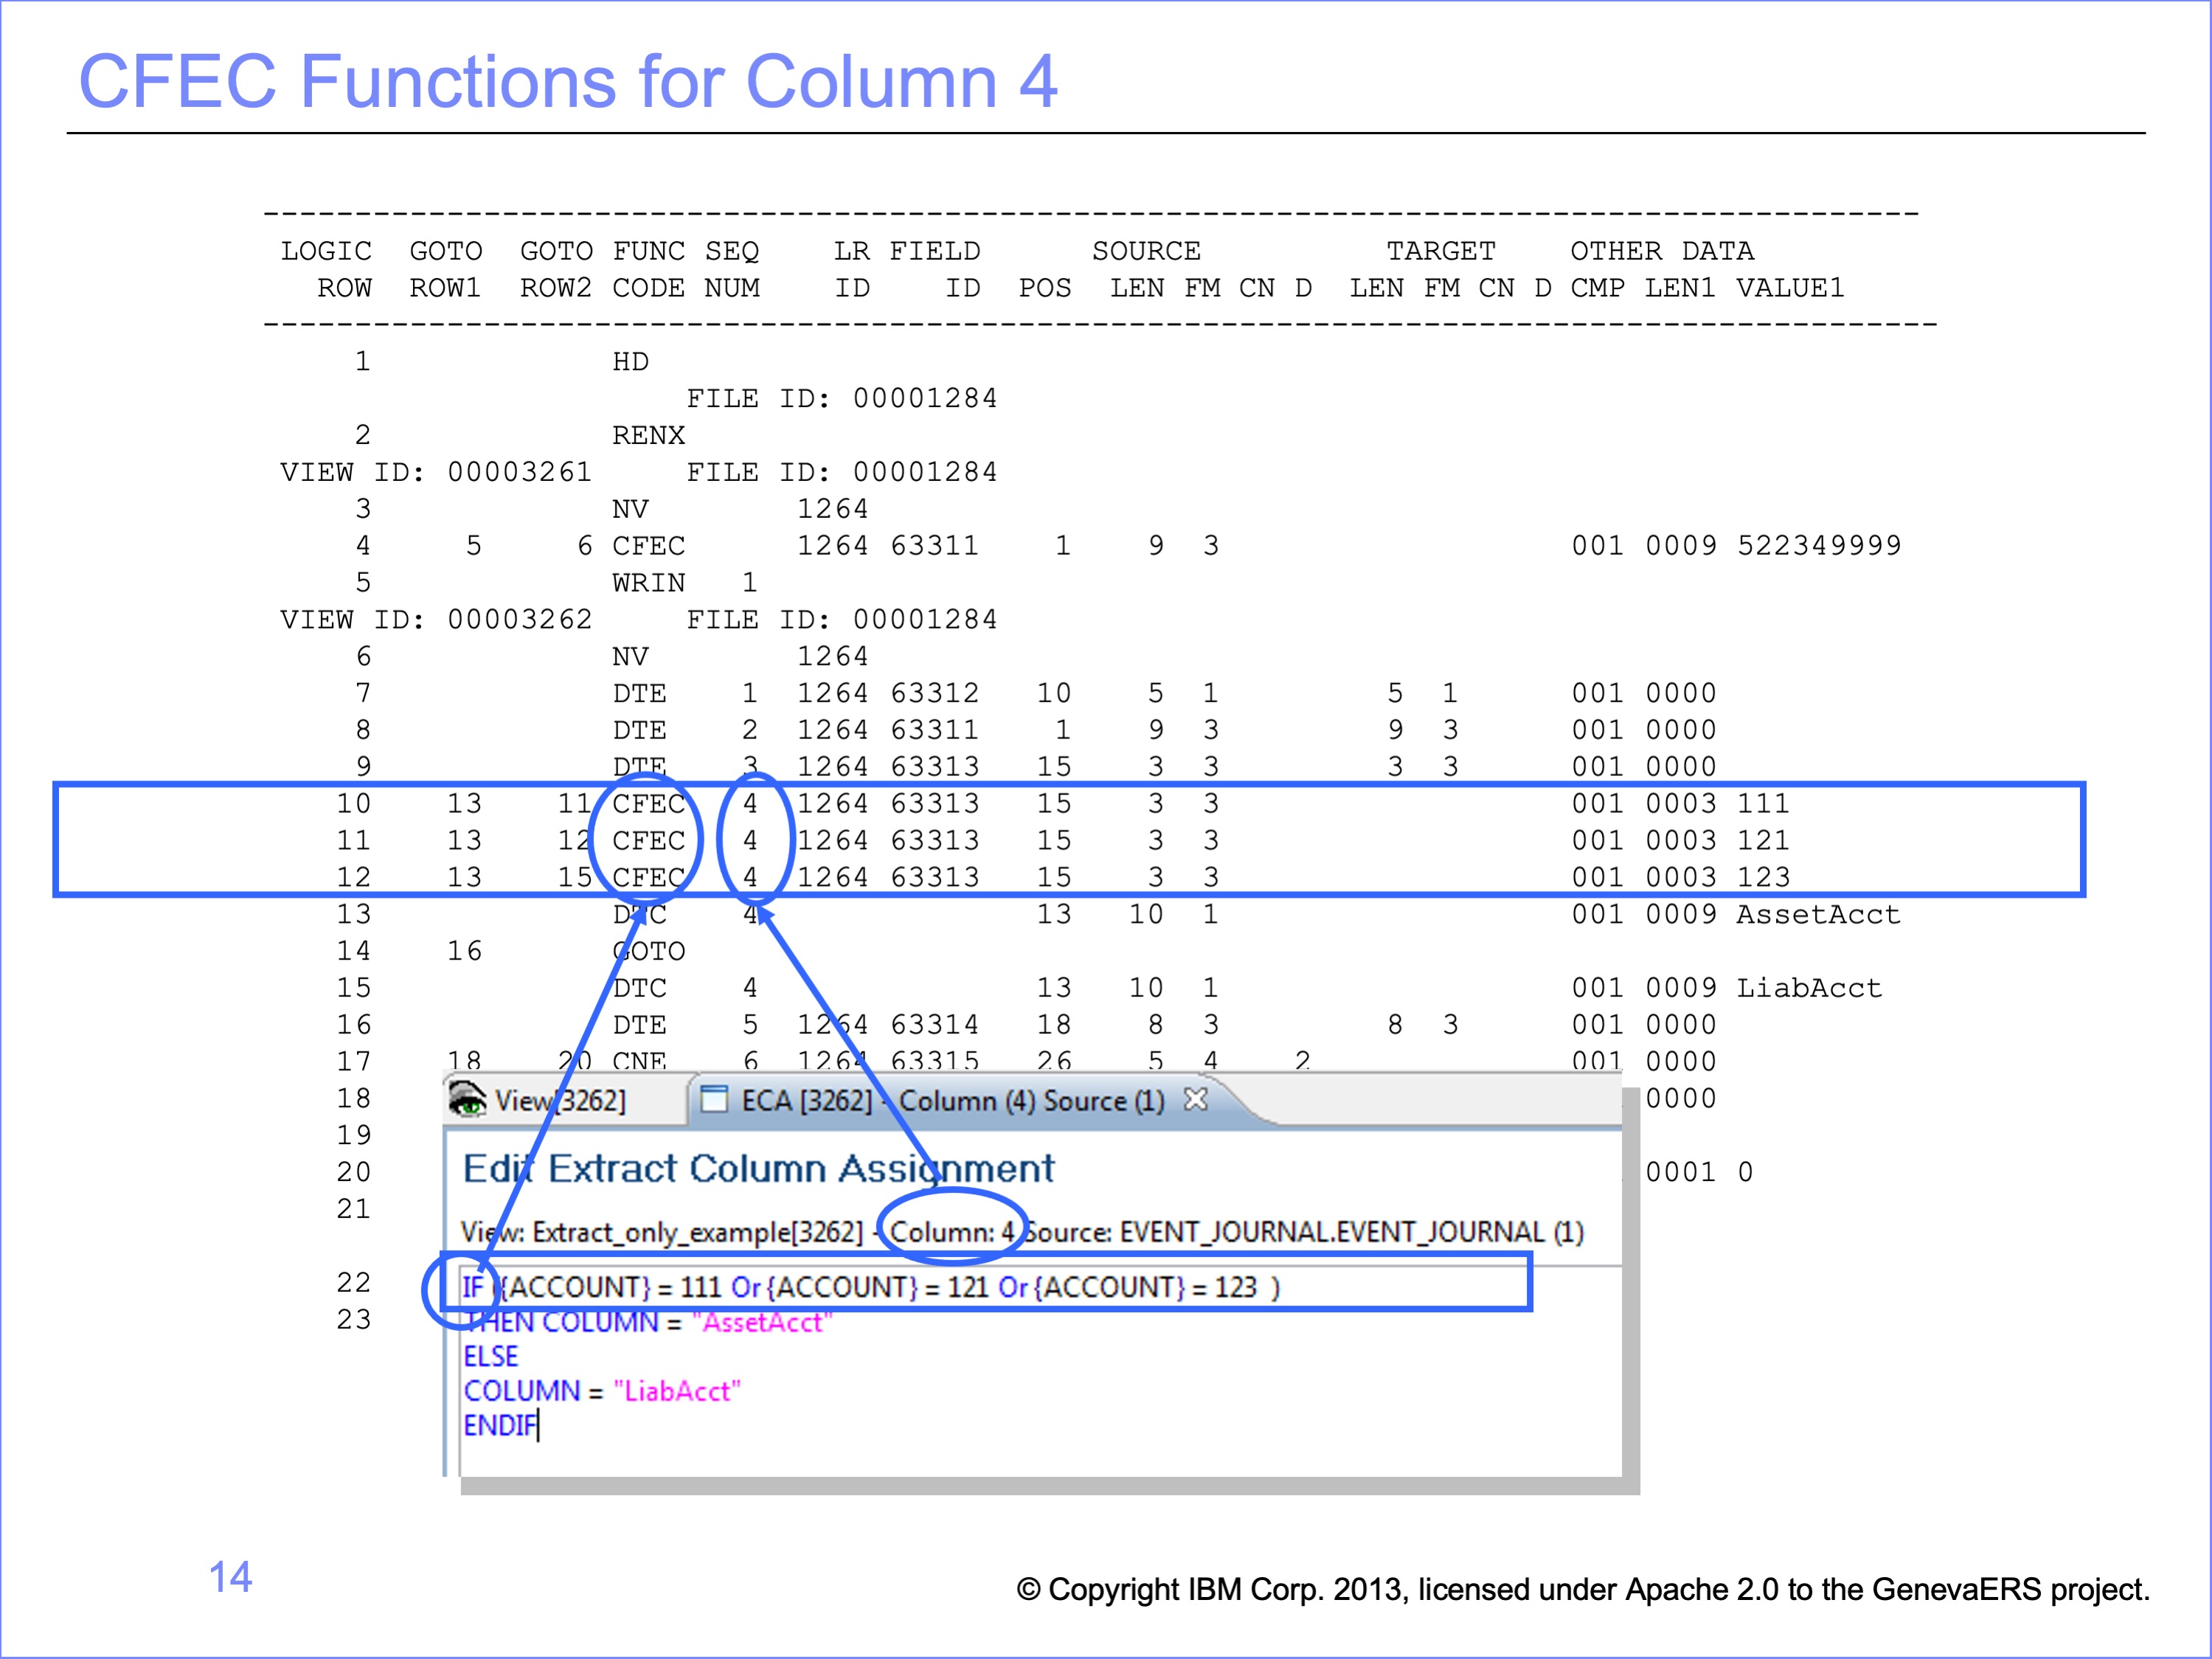 CFEC Functions for Column 4
LOGIC GOTO GOTO FUNC SEQ LR FIELD SOURCE TARGET OTHER DATA
ROW ROW1 ROW2 CODE NUM ID ID POS LEN FM CN D LEN FM CN D CMP LEN1 VALUE1
1 HD
FILE ID: 00001284
2 RENX
VIEW ID: 00003261 FILE ID: 00001284
3 NV 1264
4 5 6 CFEC 1264 63311 1 9 3 001 0009 522349999
5 WRIN 1
VIEW ID: 00003262 FILE ID: 00001284
6 NV 1264
7 DTE 1 1264 63312 10 5 1 5 1 001 0000
8 DTE 2 1264 63311 1 9 3 9 3 001 0000
9 DTE 3 1264 63313 15 3 3 3 3 001 0000
10 13 11 CFEC 4 1264 63313 15 3 3 001 0003 111
11 13 12 CFEC 4 1264 63313 15 3 3 001 0003 121
12 13 15 CFEC 4 1264 63313 15 3 3 001 0003 123
13 DTC 4 13 10 1 001 0009 AssetAcct
14 16 GOTO
15 DTC 4 13 10 1 001 0009 LiabAcct
16 DTE 5 1264 63314 18 8 3 8 3 001 0000
17 18 20 CNE 6 1264 63315 26 5 4 2 001 0000
18 0000
19
20 0001 0
21
22
23
View[3262] ECA [3262] - Column (4) Source (1)
Edit Extract Column Assignment
View: Extract_only_example[3262] - Column: 4 Source: EVENT_JOURNAL.EVENT_JOURNAL (1)
IF ({ACCOUNT} = 111 Or {ACCOUNT} = 121 Or {ACCOUNT} = 123 )
THEN COLUMN = "AssetAcct"
ELSE
COLUMN = "LiabAcct"
ENDIF
14
© Copyright IBM Corp. 2013, licensed under Apache 2.0 to the GenevaERS project.